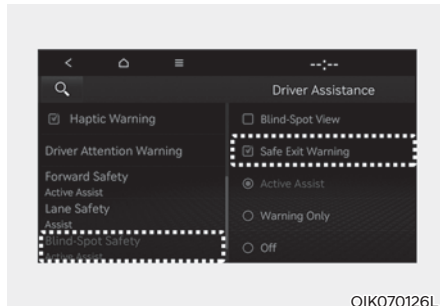 --:--
Driver Assistance
Haptic Warning
Driver Attention Warning
Forward Safety
Active Assist
Lane Safety
Assist
Blind-Spot Safety
Active Assist
Blind-Spot View
Safe Exit Warning
Active Assist
Warning Only
Off
OIK070126L